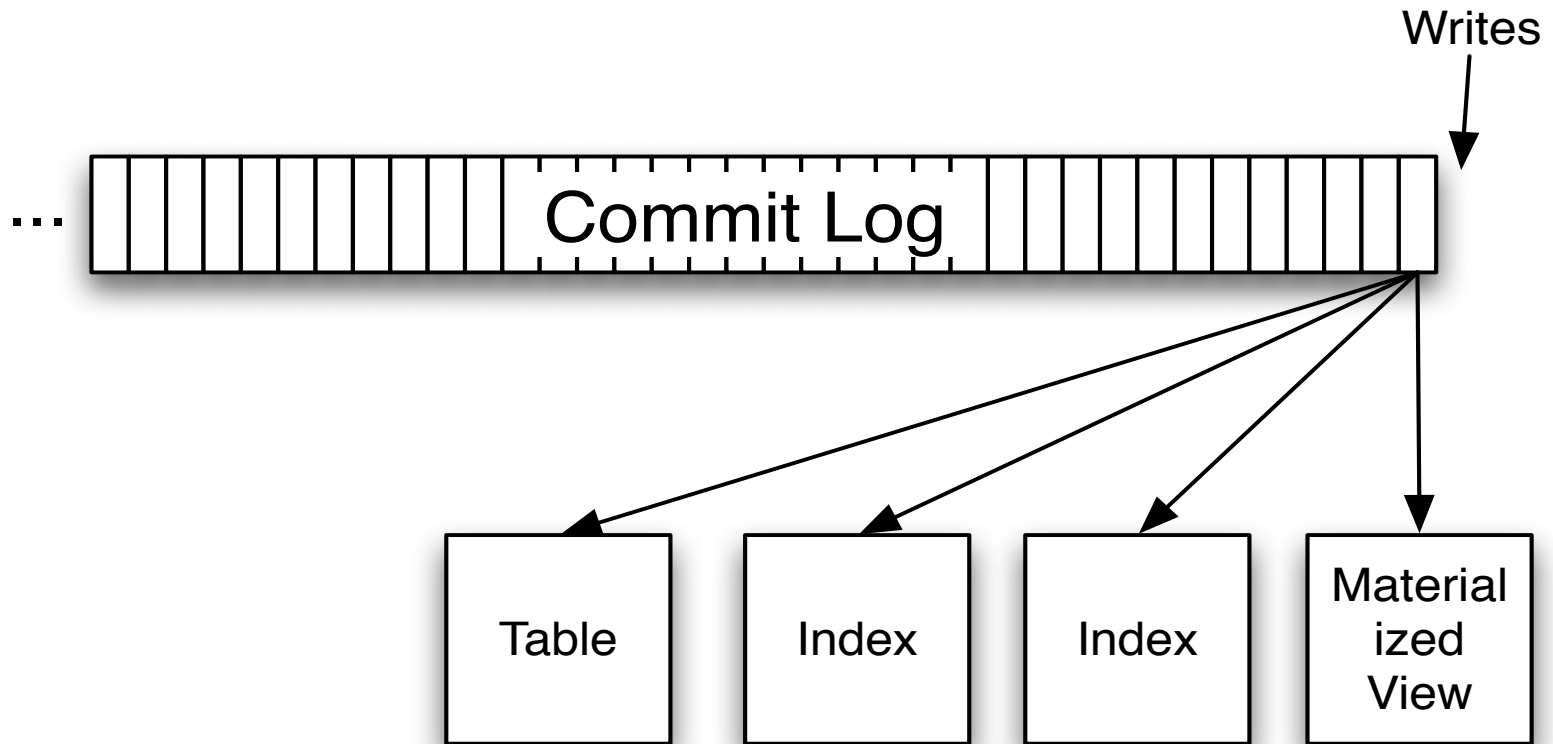 Writes
...
Commit Log
Table
Index
Index
Material
ized
View